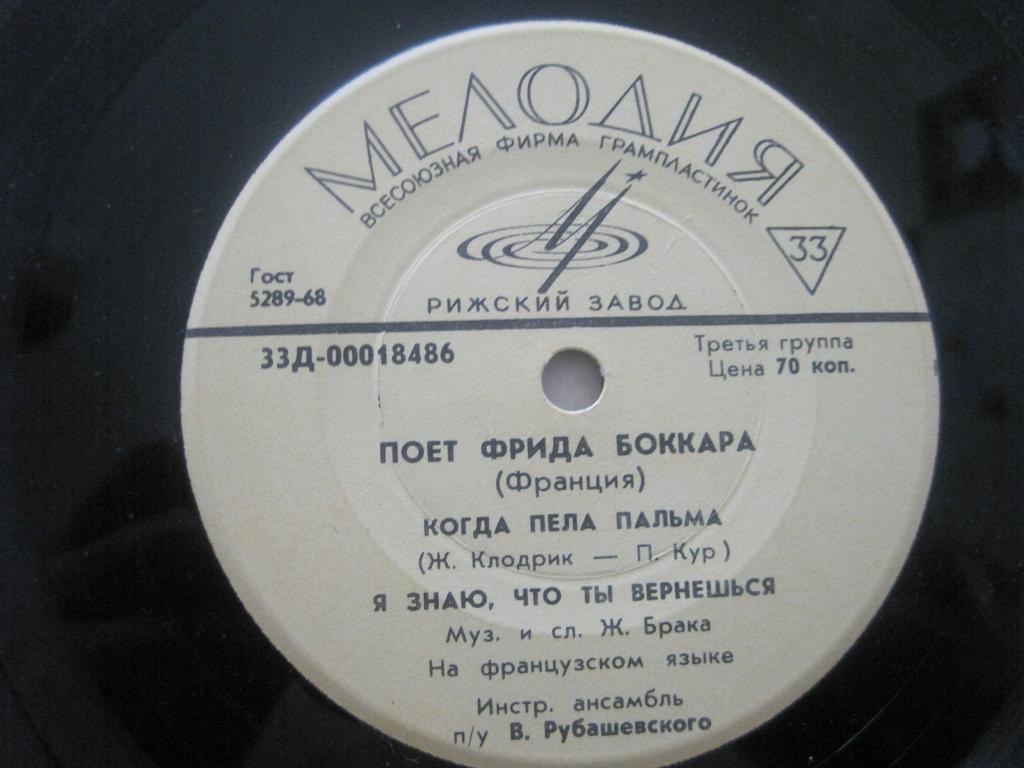 МЕЛОДИЯ
ВСЕСОЮЗНАЯ ФИРМА ГРАМПЛАСТИНОК
33
Гост
5289-68
РИЖСКИЙ ЗАВОД
33Д-00018486
Третья группа
Цена 70 коп.
ПОЕТ ФРИДА БОККАРА
(Франция)
КОГДА ПЕЛА ПАЛЬМА
(Ж. Клодрик — П. Кур)
Я ЗНАЮ, ЧТО ТЫ ВЕРНЕШЬСЯ
Муз. и сл. Ж. Брака
На французском языке
Инстр. ансамбль
п/у В. Рубашевского